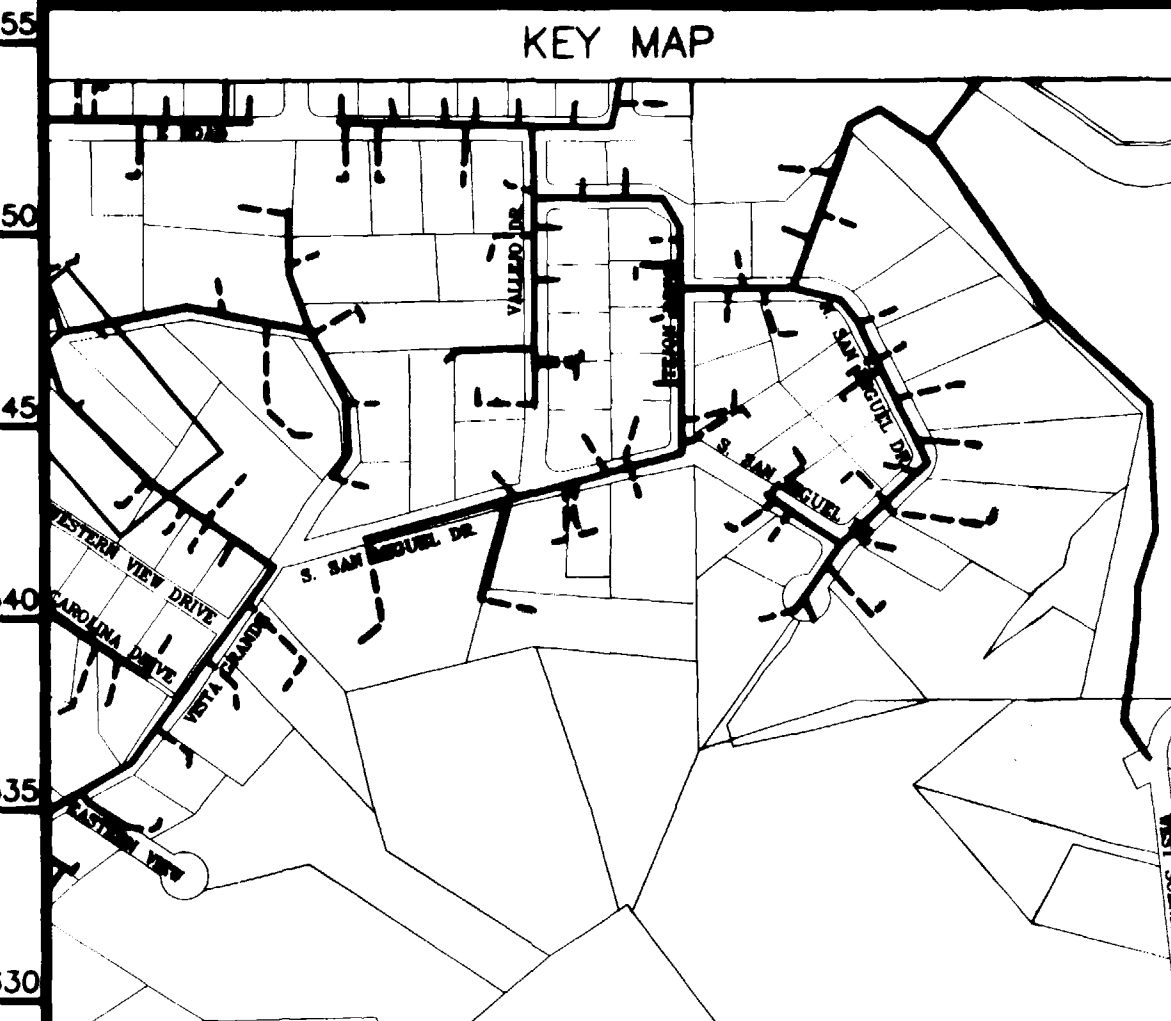 KEY MAP
55
50
VALLEJO DR
45
S. SAN MIGUEL DR
S. SAN MIGUEL
WESTERN VIEW DRIVE
S. SAN MIGUEL DR
40
CAROLINA DRIVE
VISTA GRANDE
35
EASTERN VIEW
530